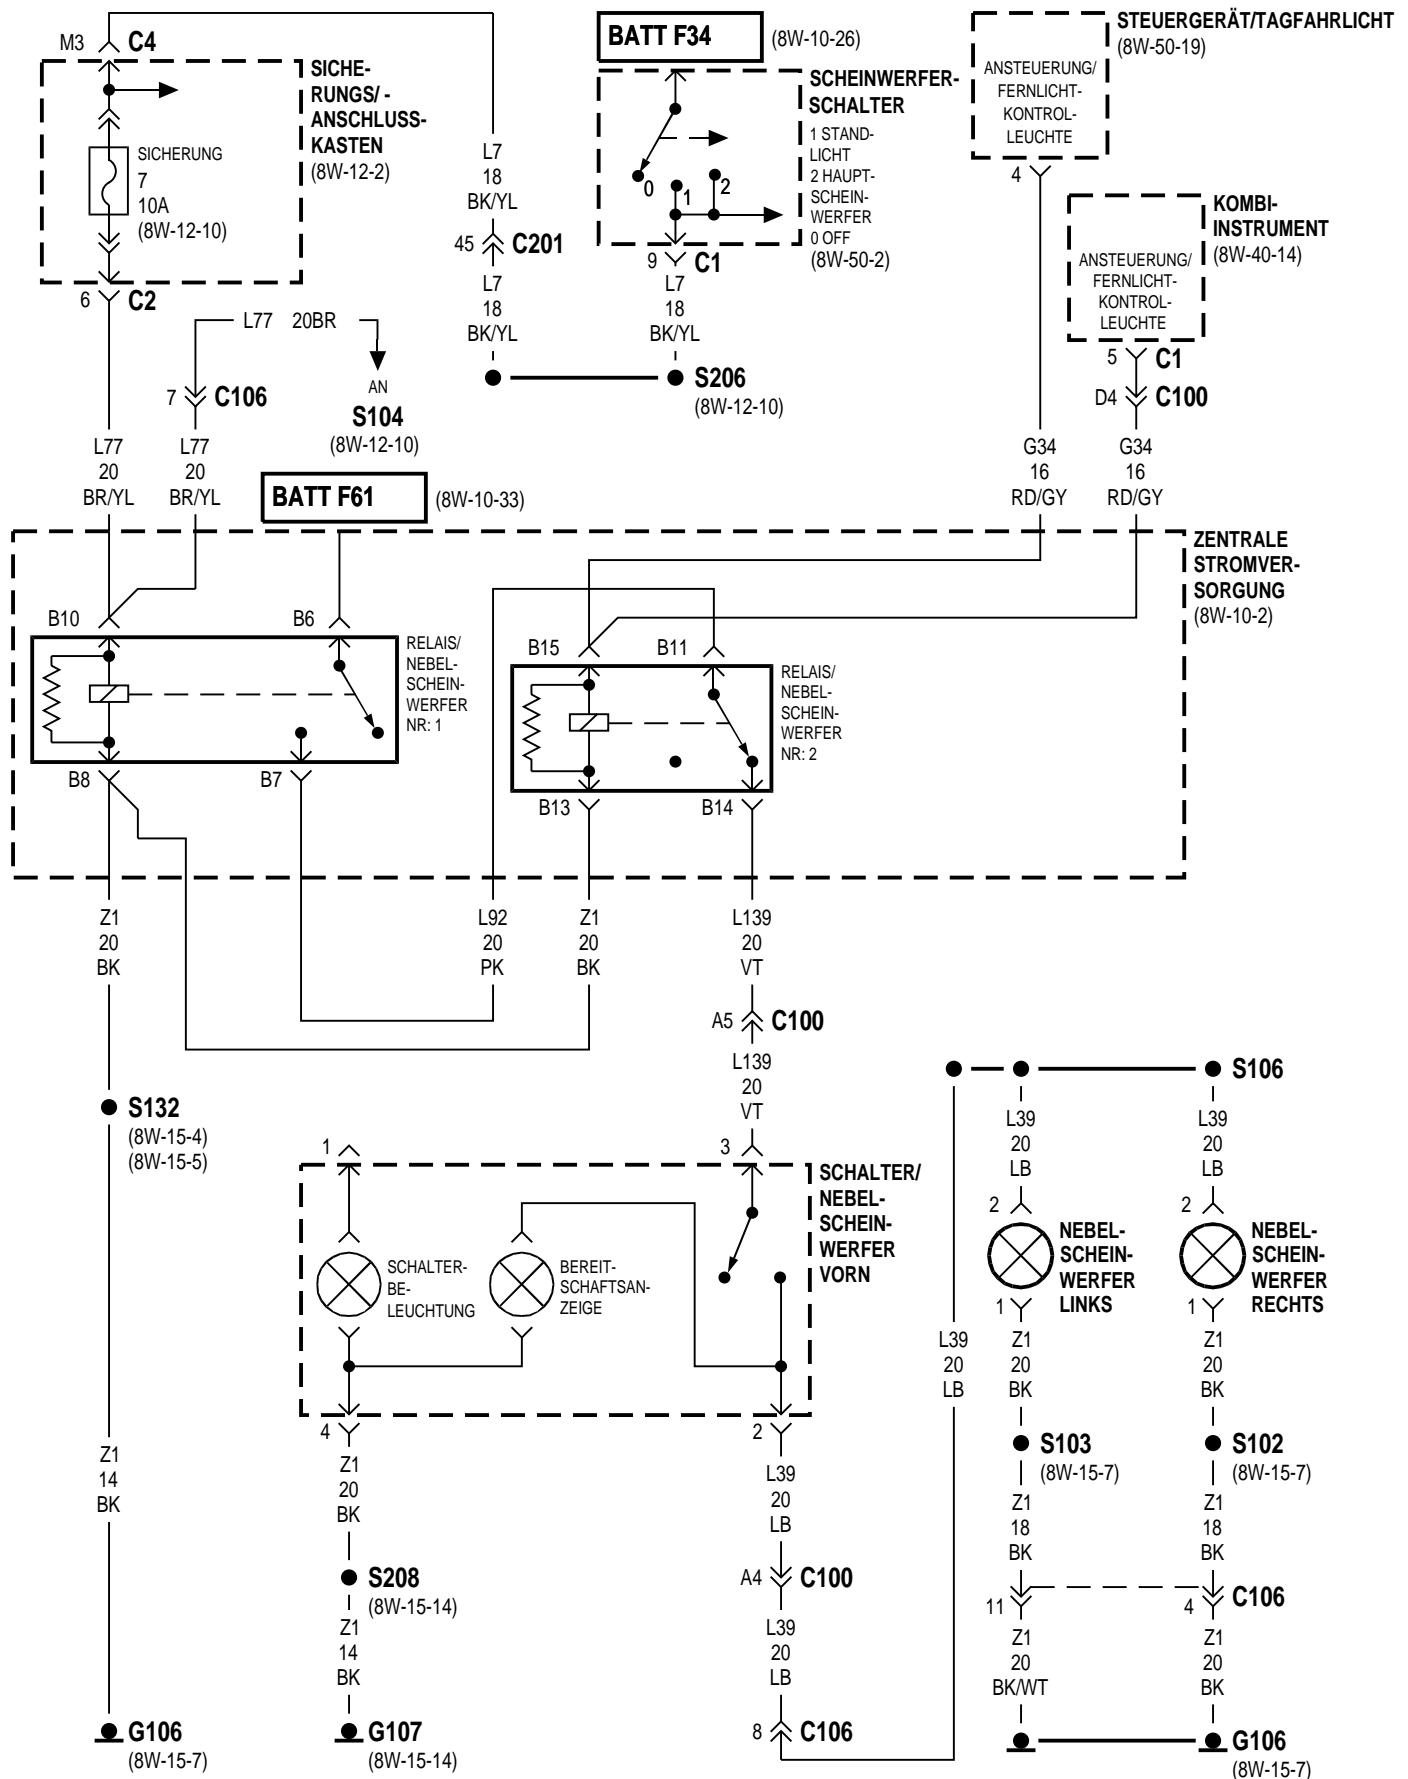 M3
C4
SICHE-
RUNGS/ -
ANSCHLUSS-
KASTEN
(8W-12-2)
SICHERUNG
7
10A
(8W-12-10)
6
C2
L77 20BR
AN
S104
(8W-12-10)
7
C106
L77
20
BR/YL
L77
20
BR/YL
L7
18
BK/YL
45
C201
L7
18
BK/YL
BATT F34
(8W-10-26)
SCHEINWERFER-
SCHALTER
1 STAND-
LICHT
2 HAUPT-
SCHEIN-
WERFER
0 OFF
(8W-50-2)
0
1
2
9
C1
L7
18
BK/YL
S206
(8W-12-10)
STEUERGERÄT/TAGFAHRLICHT
(8W-50-19)
ANSTEUERUNG/
FERNLICHT-
KONTROL-
LEUCHTE
4
KOMBI-
INSTRUMENT
(8W-40-14)
ANSTEUERUNG/
FERNLICHT-
KONTROL-
LEUCHTE
5
C1
D4
C100
G34
16
RD/GY
G34
16
RD/GY
BATT F61
(8W-10-33)
ZENTRALE
STROMVER-
SORGUNG
(8W-10-2)
B10
B6
RELAIS/
NEBEL-
SCHEIN-
WERFER
NR: 1
B8
B7
B15
B11
RELAIS/
NEBEL-
SCHEIN-
WERFER
NR: 2
B13
B14
Z1
20
BK
L92
20
PK
Z1
20
BK
L139
20
VT
A5
C100
L139
20
VT
S132
(8W-15-4)
(8W-15-5)
1
3
SCHALTER/
NEBEL-
SCHEIN-
WERFER
VORN
SCHALTER-
BE-
LEUCHTUNG
BEREIT-
SCHAFTSAN-
ZEIGE
4
2
Z1
14
BK
Z1
20
BK
S208
(8W-15-14)
Z1
14
BK
L39
20
LB
A4
C100
L39
20
LB
8
C106
G106
(8W-15-7)
G107
(8W-15-14)
S106
L39
20
LB
L39
20
LB
2
2
NEBEL-
SCHEIN-
WERFER
LINKS
NEBEL-
SCHEIN-
WERFER
RECHTS
1
1
L39
20
LB
Z1
20
BK
Z1
20
BK
S103
(8W-15-7)
S102
(8W-15-7)
Z1
18
BK
Z1
18
BK
11
4
C106
Z1
20
BK/WT
Z1
20
BK
G106
(8W-15-7)